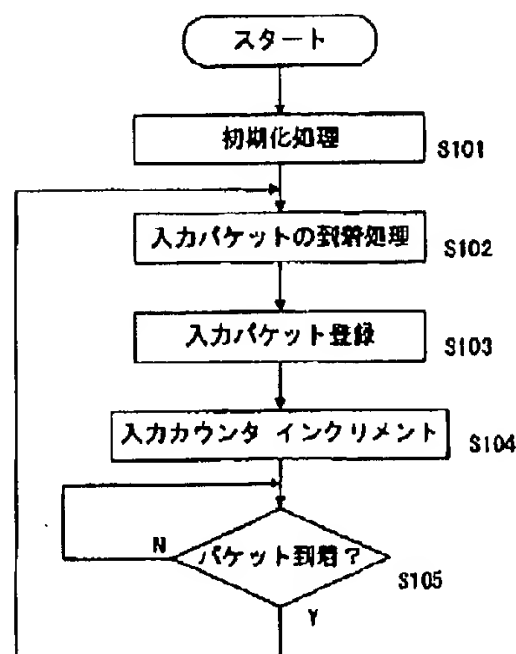 スタート
初期化処理
S101
入力パケットの到着処理
S102
入力パケット登録
S103
入力カウンタ インクリメント
S104
パケット到着?
N
S105
Y